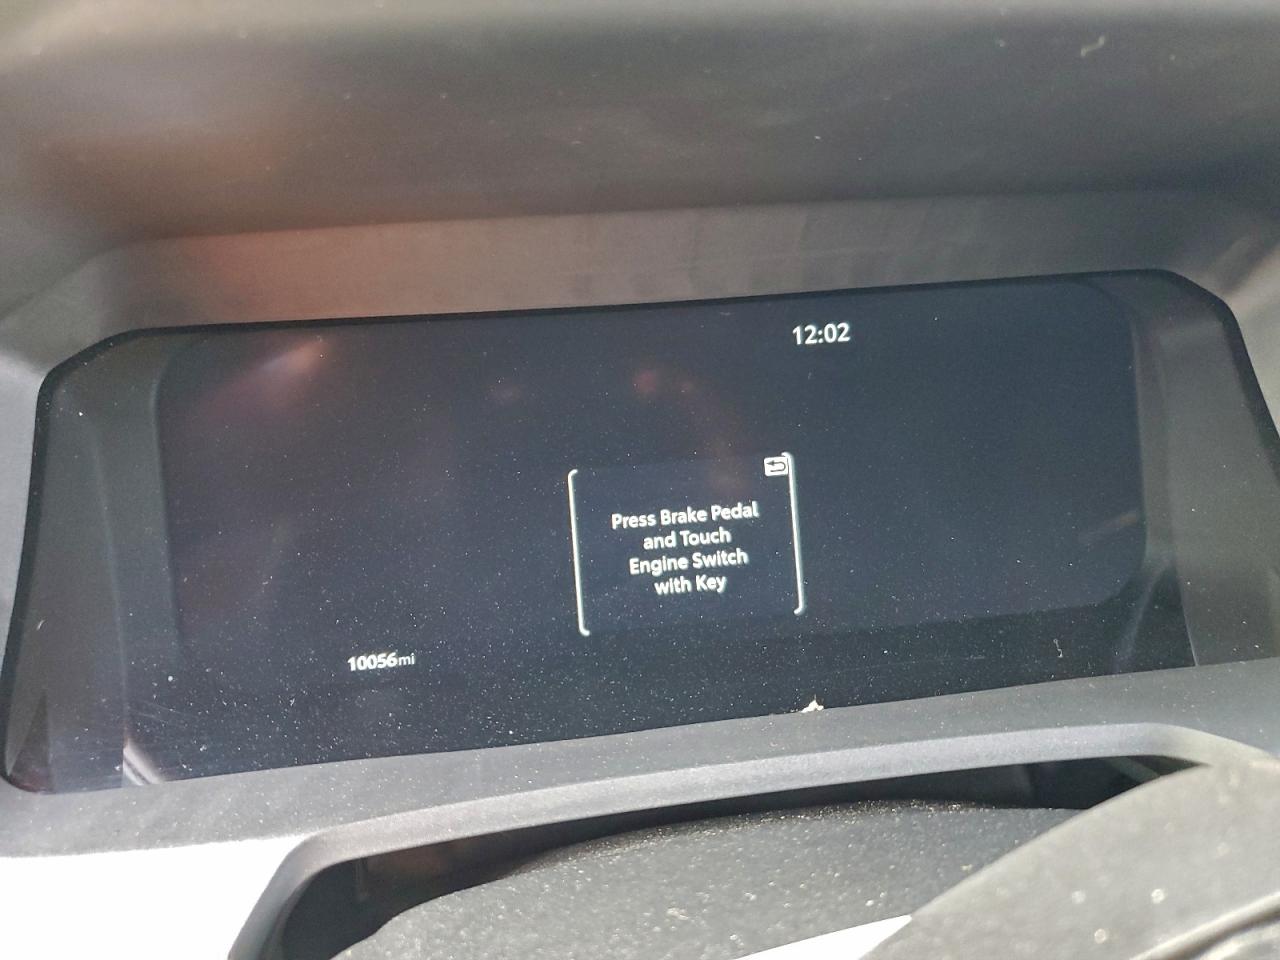 12:02
Press Brake Pedal
and Touch
Engine Switch
with Key
10056mi